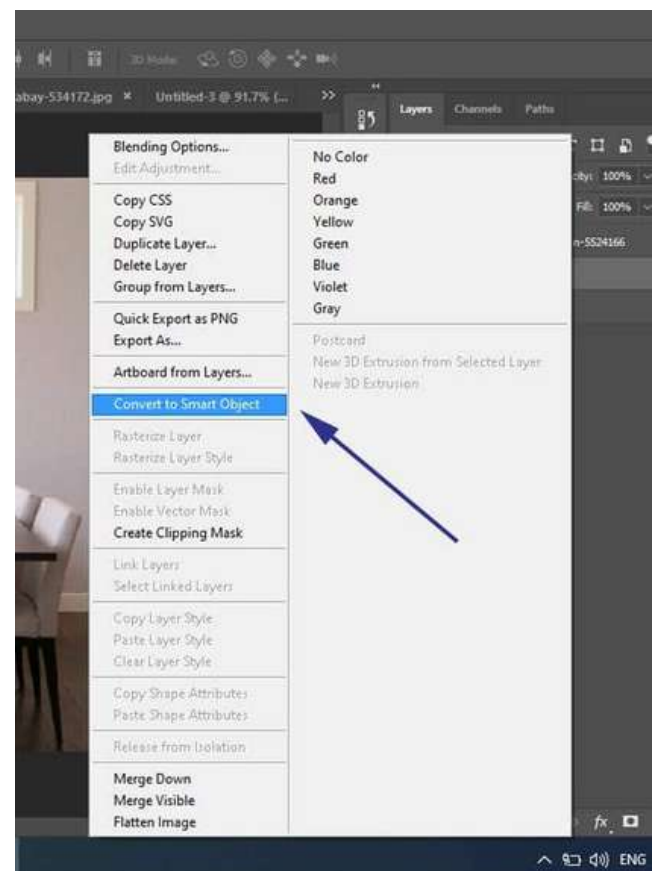 3D Mode:
abay-534172.jpg × Untitled-3 @ 91.7% (... >>
Layers Channels Paths
Blending Options...
Edit Adjustment...
Copy CSS
Copy SVG
Duplicate Layer...
Delete Layer
Group from Layers...
Quick Export as PNG
Export As...
Artboard from Layers...
Convert to Smart Object
Rasterize Layer
Rasterize Layer Style
Enable Layer Mask
Enable Vector Mask
Create Clipping Mask
Link Layers
Select Linked Layers
Copy Layer Style
Paste Layer Style
Clear Layer Style
Copy Shape Attributes
Paste Shape Attributes
Release from Isolation
Merge Down
Merge Visible
Flatten Image
No Color
Red
Orange
Yellow
Green
Blue
Violet
Gray
Postcard
New 3D Extrusion from Selected Layer
New 3D Extrusion
city: 100%
Fill: 100%
n-5524166
fx
ENG